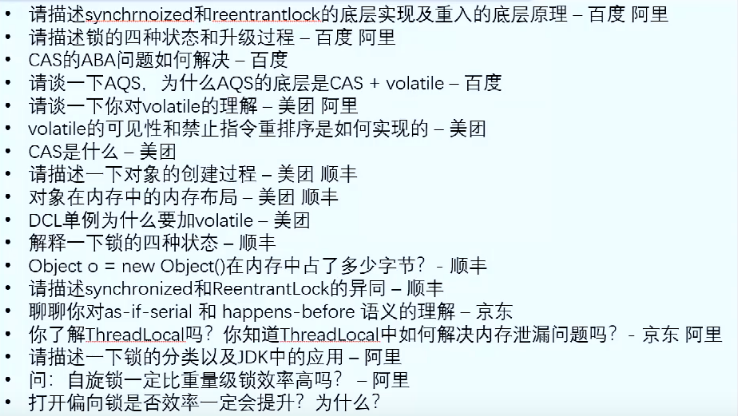 • 请描述synchrnoized和reentrantlock的底层实现及重入的底层原理 – 百度 阿里
• 请描述锁的四种状态和升级过程 – 百度 阿里
• CAS的ABA问题如何解决 – 百度
• 请谈一下AQS，为什么AQS的底层是CAS + volatile – 百度
• 请谈一下你对volatile的理解 – 美团 阿里
• volatile的可见性和禁止指令重排序是如何实现的 – 美团
• CAS是什么 – 美团
• 请描述一下对象的创建过程 – 美团 顺丰
• 对象在内存中的内存布局 – 美团 顺丰
• DCL单例为什么要加volatile – 美团
• 解释一下锁的四种状态 – 顺丰
• Object o = new Object()在内存中占了多少字节？ - 顺丰
• 请描述synchronized和ReentrantLock的异同 – 顺丰
• 聊聊你对as-if-serial 和 happens-before 语义的理解 – 京东
• 你了解ThreadLocal吗？你知道ThreadLocal中如何解决内存泄漏问题吗？ - 京东 阿里
• 请描述一下锁的分类以及JDK中的应用 – 阿里
• 问：自旋锁一定比重量级锁效率高吗？ – 阿里
• 打开偏向锁是否效率一定会提升？为什么？